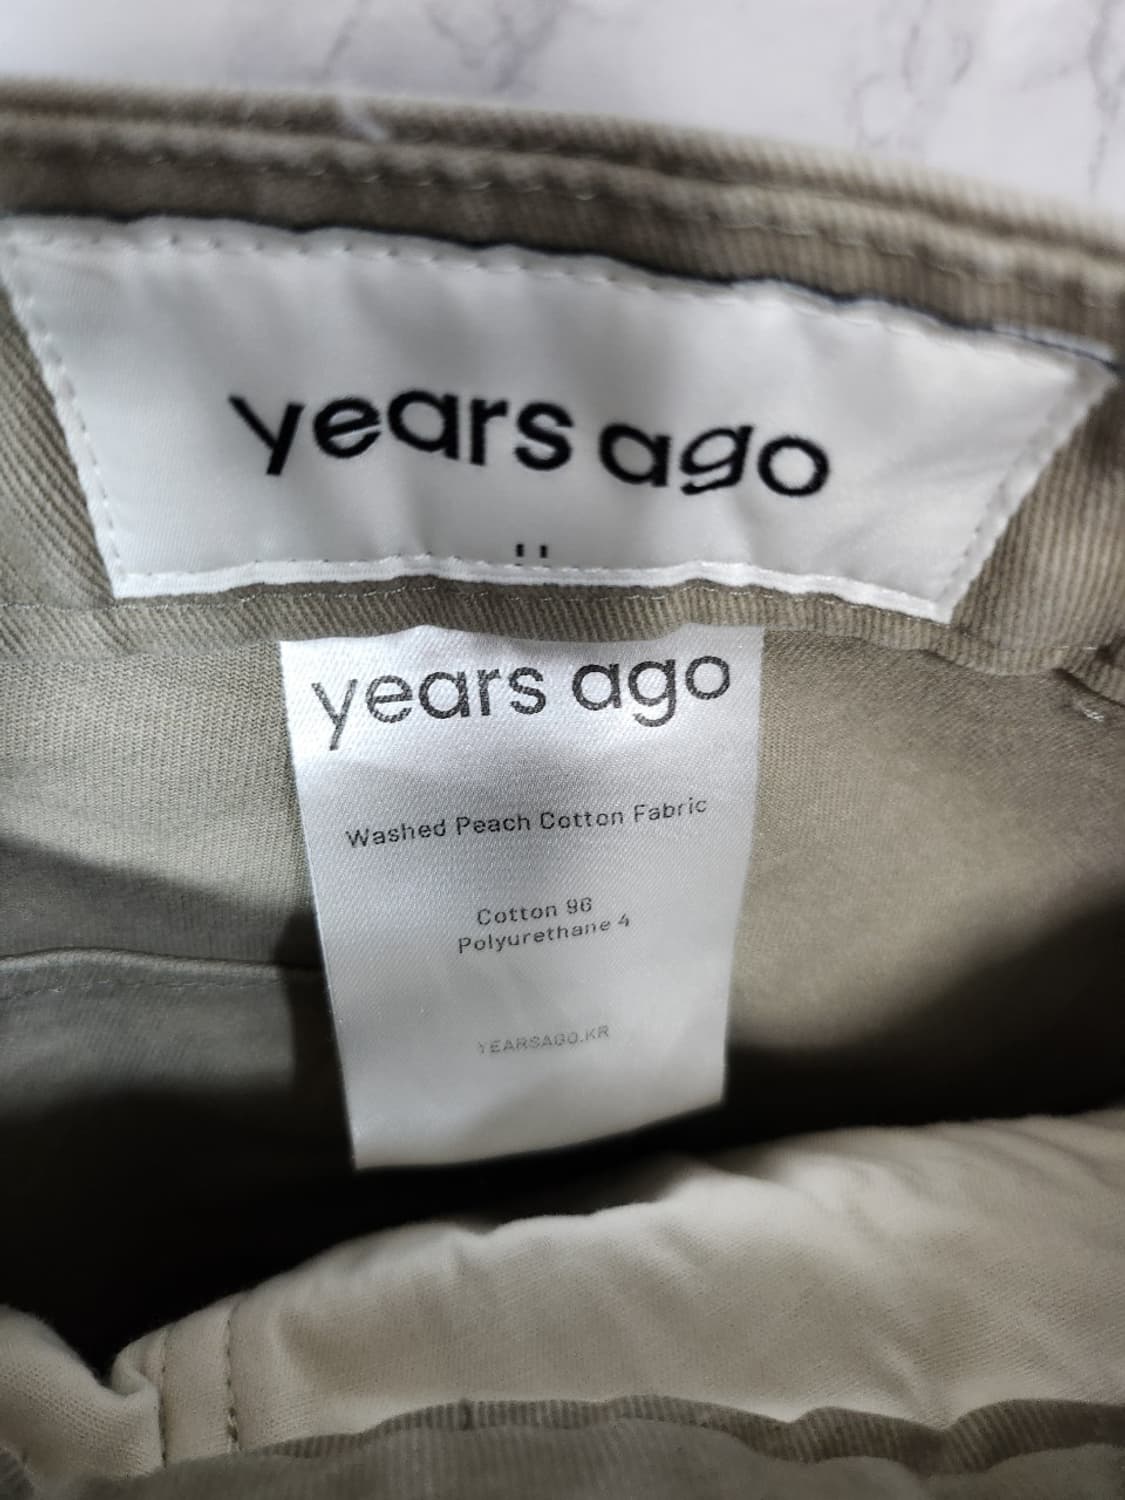 years ago
years ago
Washed Peach Cotton Fabric
Cotton 96
Polyurethane 4
YEARSAGO.KR